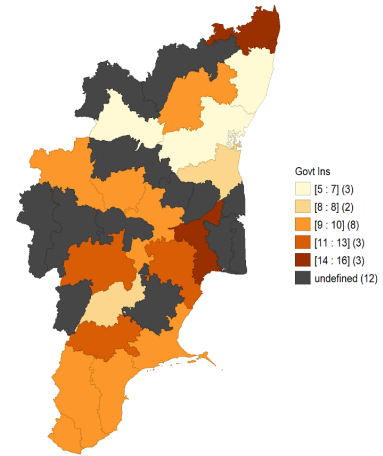 Govt Ins
[5 : 7] (3)
[8 : 8] (2)
[9 : 10] (8)
[11 : 13] (3)
[14 : 16] (3)
undefined (12)